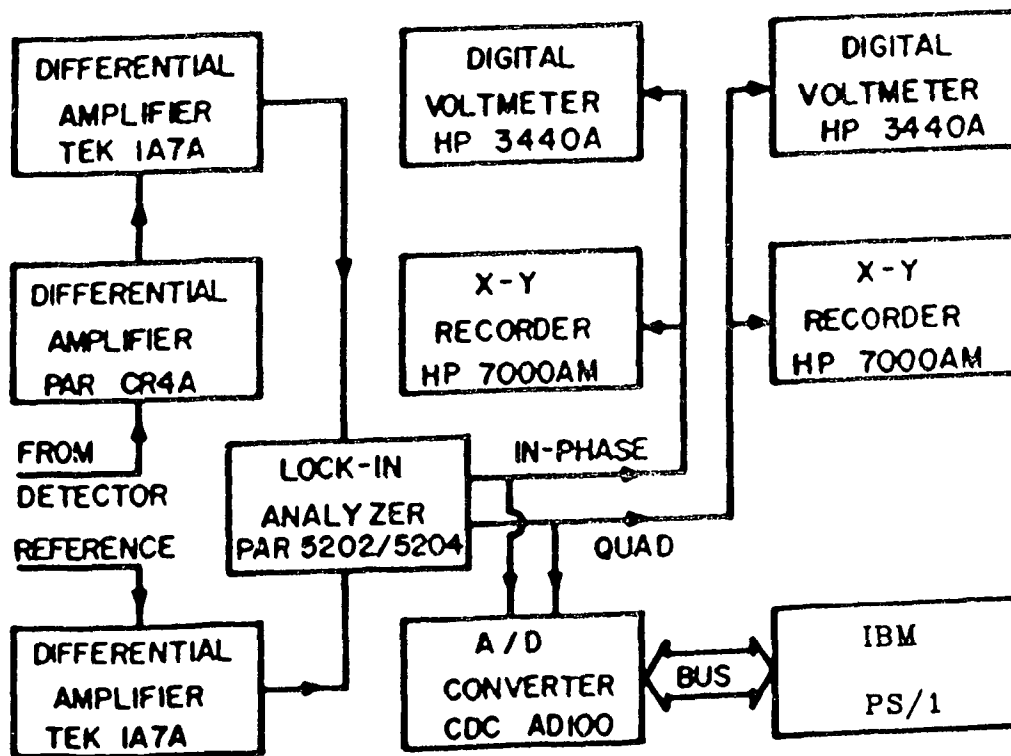 DIFFERENTIAL
AMPLIFIER
TEK 1A7A
DIGITAL
VOLTMETER
HP 3440A
DIGITAL
VOLTMETER
HP 3440A
DIFFERENTIAL
AMPLIFIER
PAR CR4A
X-Y
RECORDER
HP 7000AM
X-Y
RECORDER
HP 7000AM
FROM
DETECTOR
LOCK-IN
ANALYZER
PAR 5202/5204
IN-PHASE
QUAD
REFERENCE
DIFFERENTIAL
AMPLIFIER
TEK 1A7A
A/D
CONVERTER
CDC AD100
BUS
IBM
PS/1